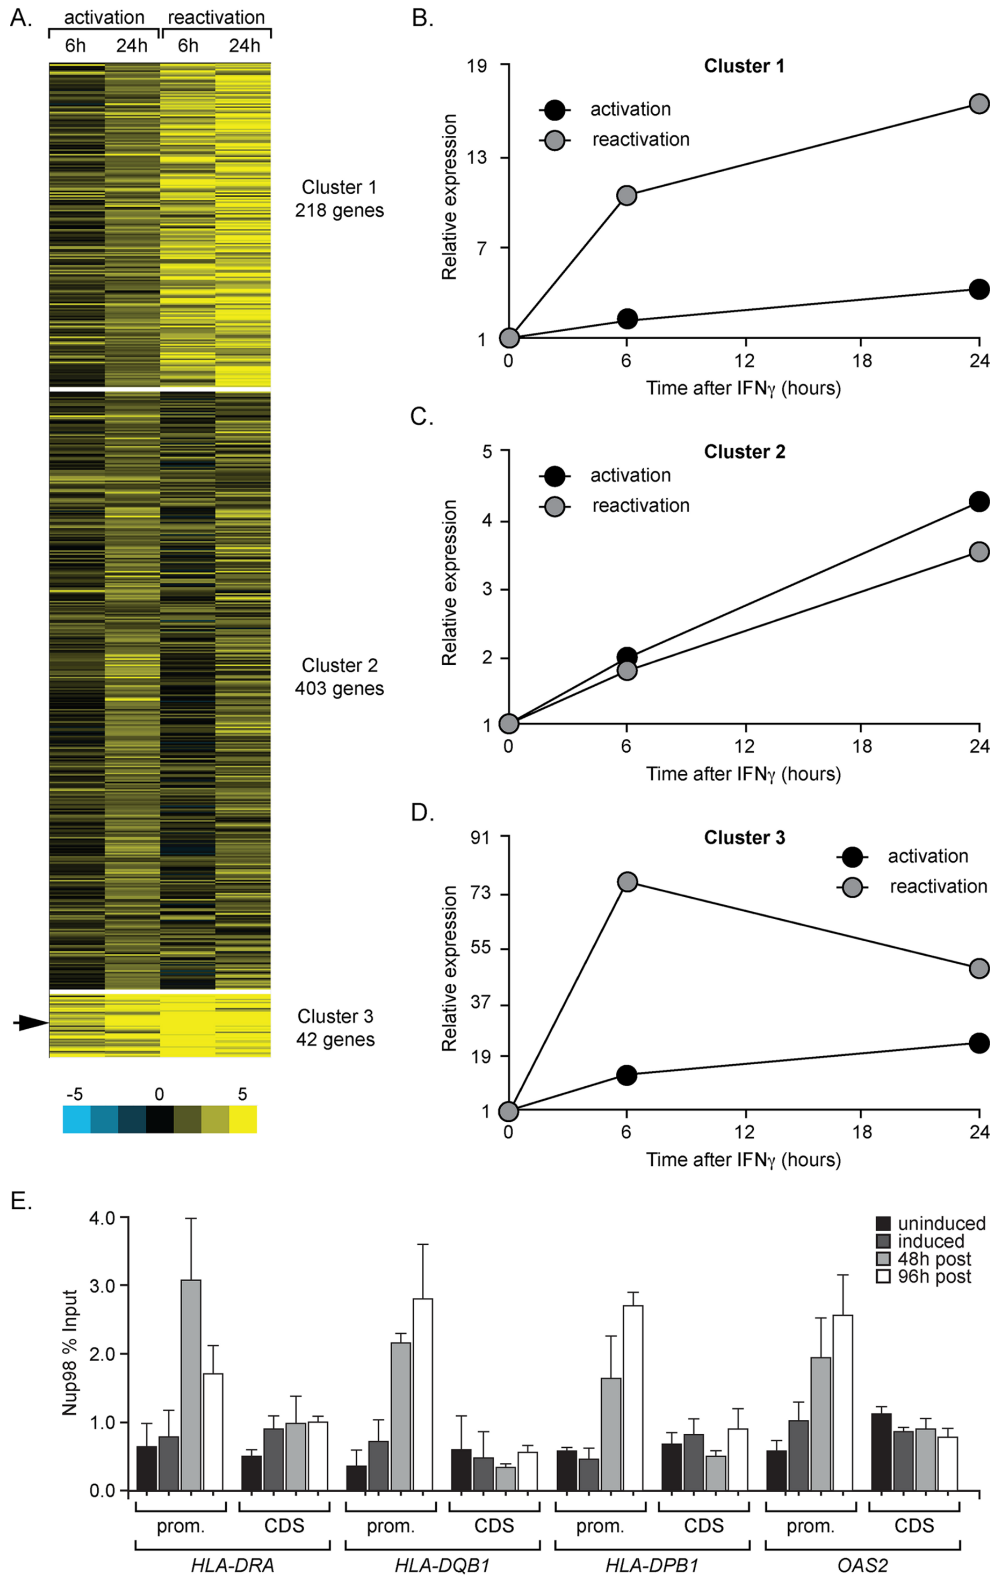 A.
activation reactivation
6h 24h 6h 24h
Cluster 1
218 genes
Cluster 2
403 genes
Cluster 3
42 genes
-5 0 5
B.
Cluster 1
activation
reactivation
Relative expression
19
13
7
1
0 6 12 18 24
Time after IFNγ (hours)
C.
Cluster 2
activation
reactivation
Relative expression
5
4
3
2
1
0 6 12 18 24
Time after IFNγ (hours)
D.
Cluster 3
activation
reactivation
Relative expression
91
73
55
37
19
1
0 6 12 18 24
Time after IFNγ (hours)
E.
Nup98 % Input
4.0
3.0
2.0
1.0
0.0
uninduced
induced
48h post
96h post
prom. CDS prom. CDS prom. CDS prom. CDS
HLA-DRA HLA-DQB1 HLA-DPB1 OAS2